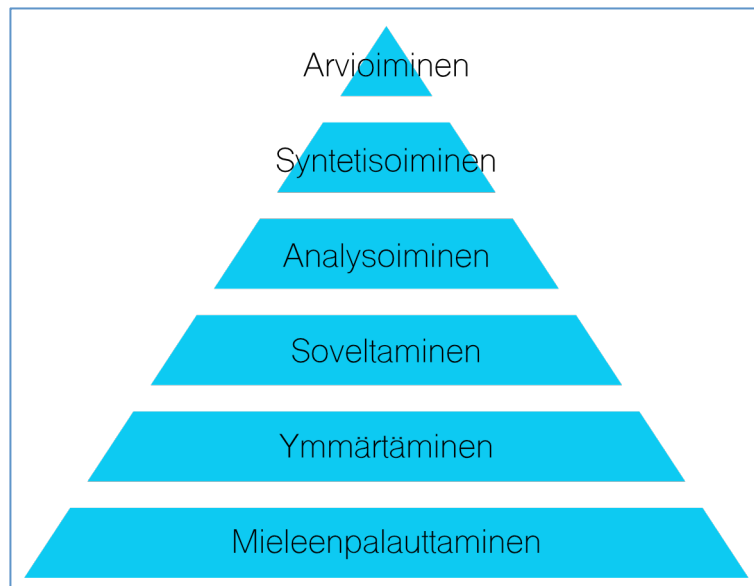 Arvioiminen
Syntetisoiminen
Analysoiminen
Soveltaminen
Ymmärtäminen
Mieleenpalauttaminen